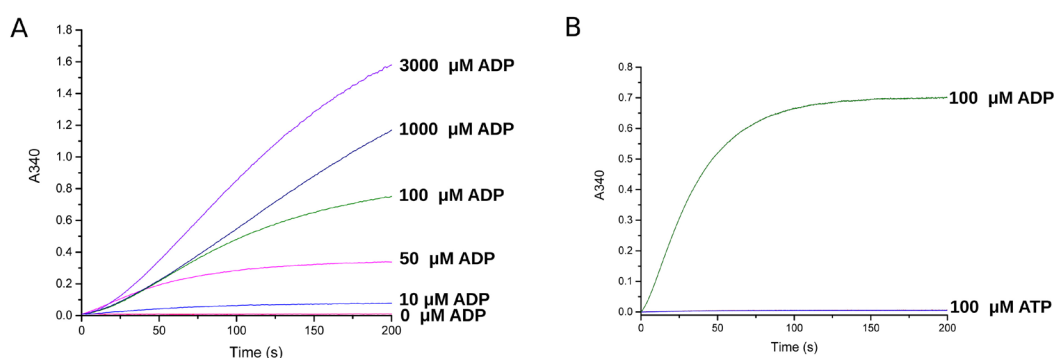 A
1.8
1.6
1.4
1.2
1.0
0.8
0.6
0.4
0.2
0.0
A340
0
50
100
150
200
Time (s)
3000 µM ADP
1000 µM ADP
100 µM ADP
50 µM ADP
10 µM ADP
0 µM ADP
B
0.8
0.7
0.6
0.5
0.4
0.3
0.2
0.1
0.0
A340
0
50
100
150
200
Time (s)
100 µM ADP
100 µM ATP